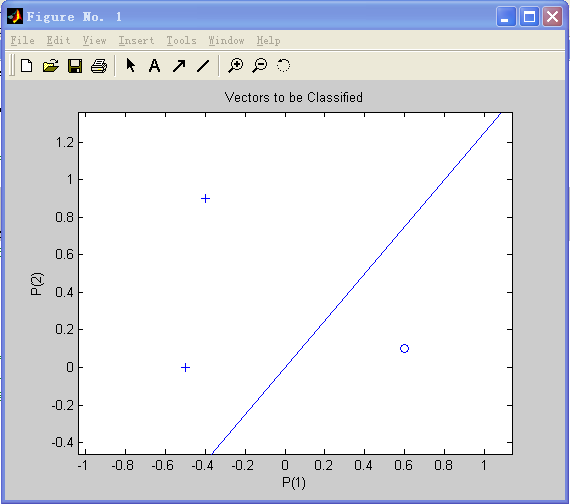 Figure No. 1
File Edit View Insert Tools Window Help
A
Vectors to be Classified
1.2
1
0.8
0.6
P(2)
0.4
0.2
0
-0.2
-0.4
-1 -0.8 -0.6 -0.4 -0.2 0 0.2 0.4 0.6 0.8 1
P(1)